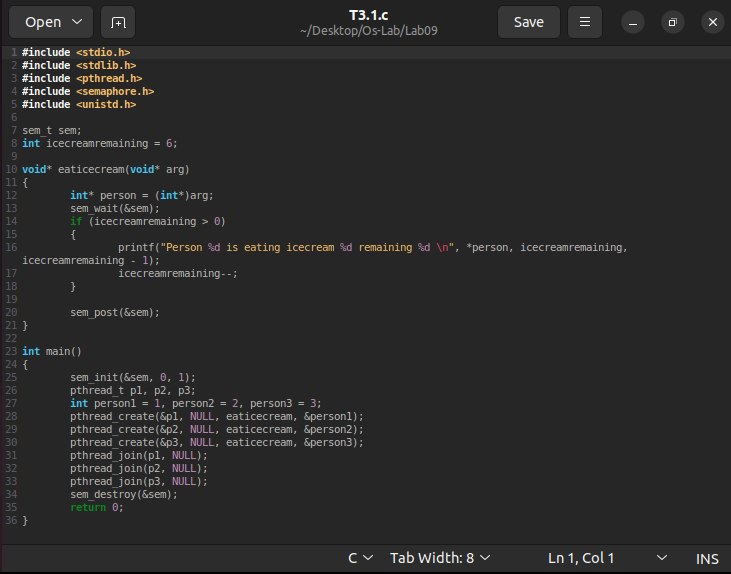 Open
T3.1.c
~/Desktop/Os-Lab/Lab09
Save
1 #include <stdio.h>
2 #include <stdlib.h>
3 #include <pthread.h>
4 #include <semaphore.h>
5 #include <unistd.h>
6
7 sem_t sem;
8 int icecreamremaining = 6;
9
10 void* eaticecream(void* arg)
11 {
12         int* person = (int*)arg;
13         sem_wait(&sem);
14         if (icecreamremaining > 0)
15         {
16                 printf("Person %d is eating icecream %d remaining %d \n", *person, icecreamremaining,
icecreamremaining - 1);
17                 icecreamremaining--;
18         }
19
20         sem_post(&sem);
21 }
22
23 int main()
24 {
25         sem_init(&sem, 0, 1);
26         pthread_t p1, p2, p3;
27         int person1 = 1, person2 = 2, person3 = 3;
28         pthread_create(&p1, NULL, eaticecream, &person1);
29         pthread_create(&p2, NULL, eaticecream, &person2);
30         pthread_create(&p3, NULL, eaticecream, &person3);
31         pthread_join(p1, NULL);
32         pthread_join(p2, NULL);
33         pthread_join(p3, NULL);
34         sem_destroy(&sem);
35         return 0;
36 }
C Tab Width: 8 Ln 1, Col 1 INS